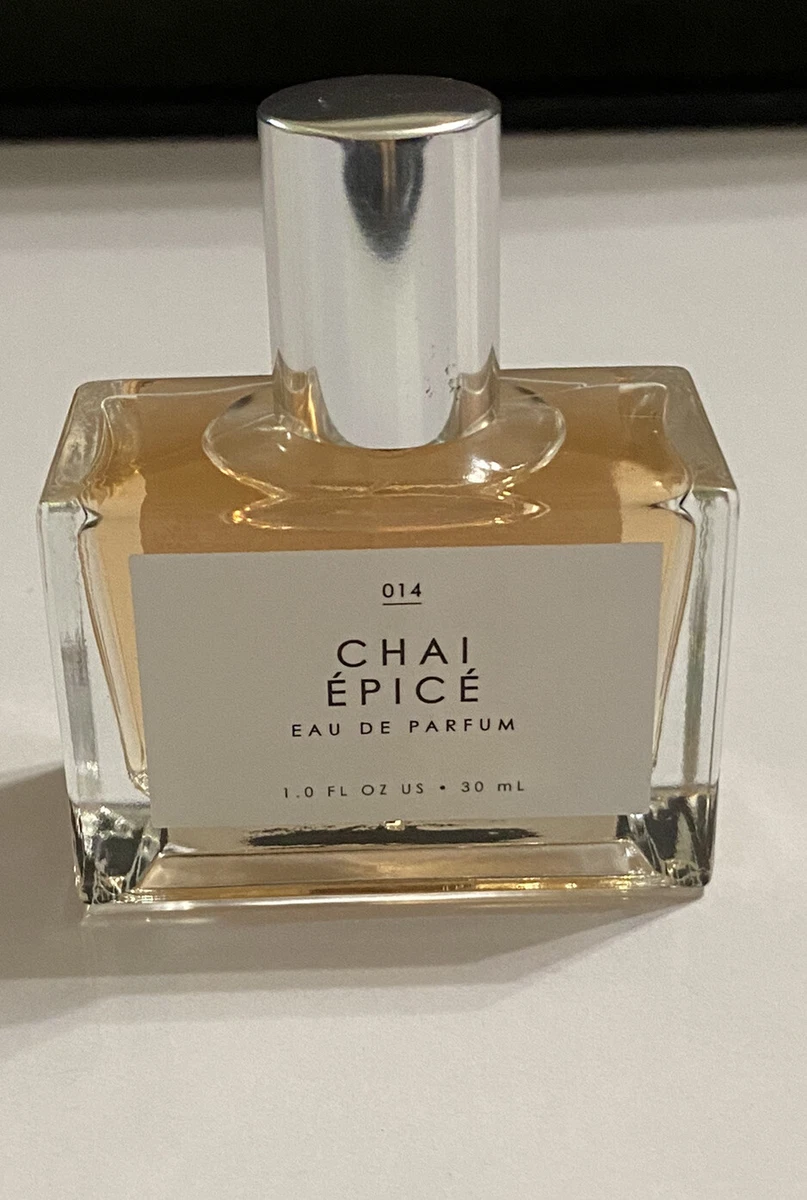 014
CHAI
ÉPICÉ
EAU DE PARFUM
1.0 FL OZ US • 30 mL